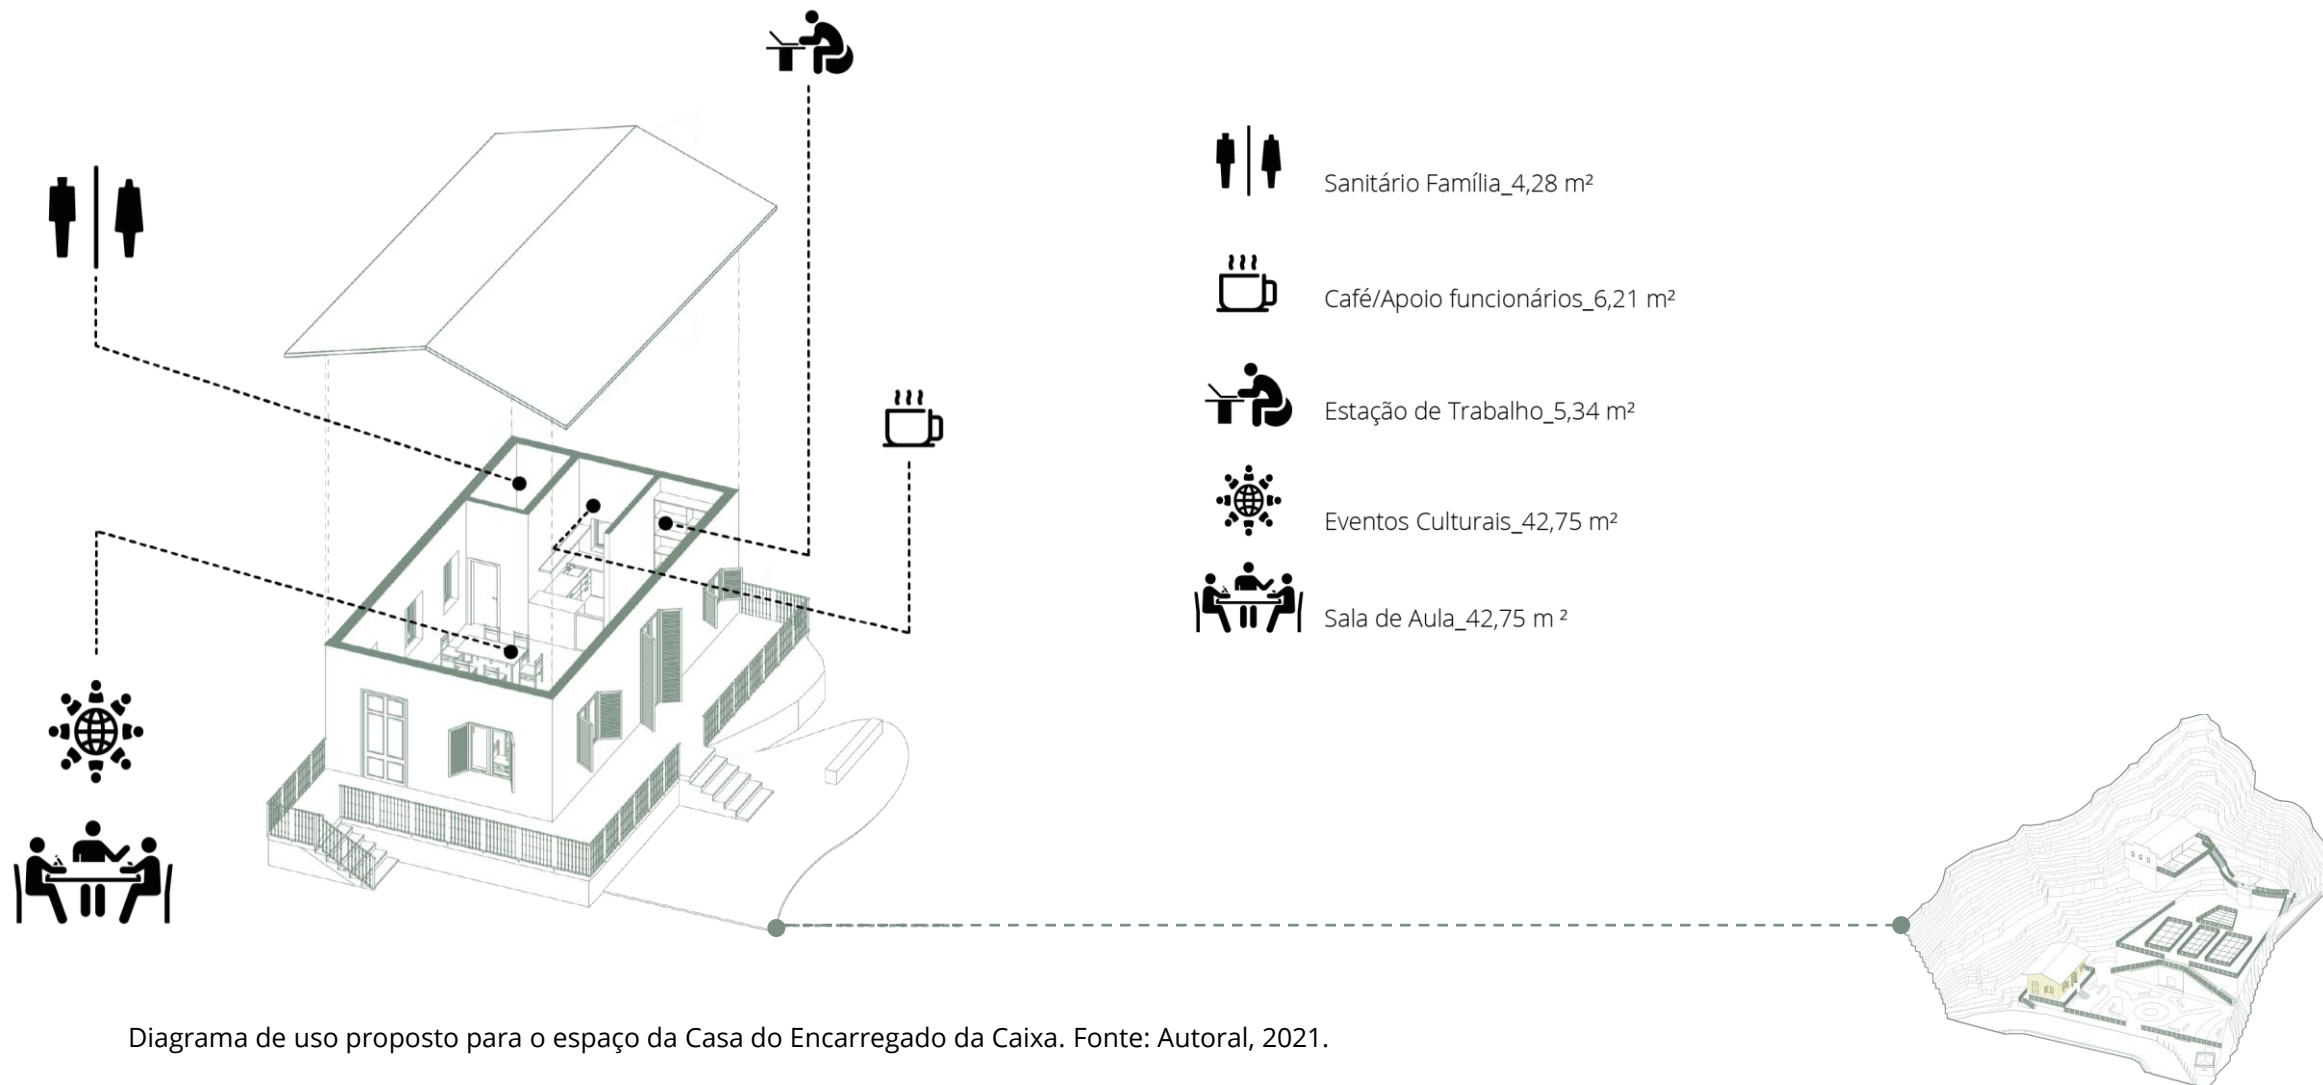 Sanitário Família_4,28 m²
Café/Apoio funcionários_6,21 m²
Estação de Trabalho_5,34 m²
Eventos Culturais_42,75 m²
Sala de Aula_42,75 m ²
Diagrama de uso proposto para o espaço da Casa do Encarregado da Caixa. Fonte: Autoral, 2021.